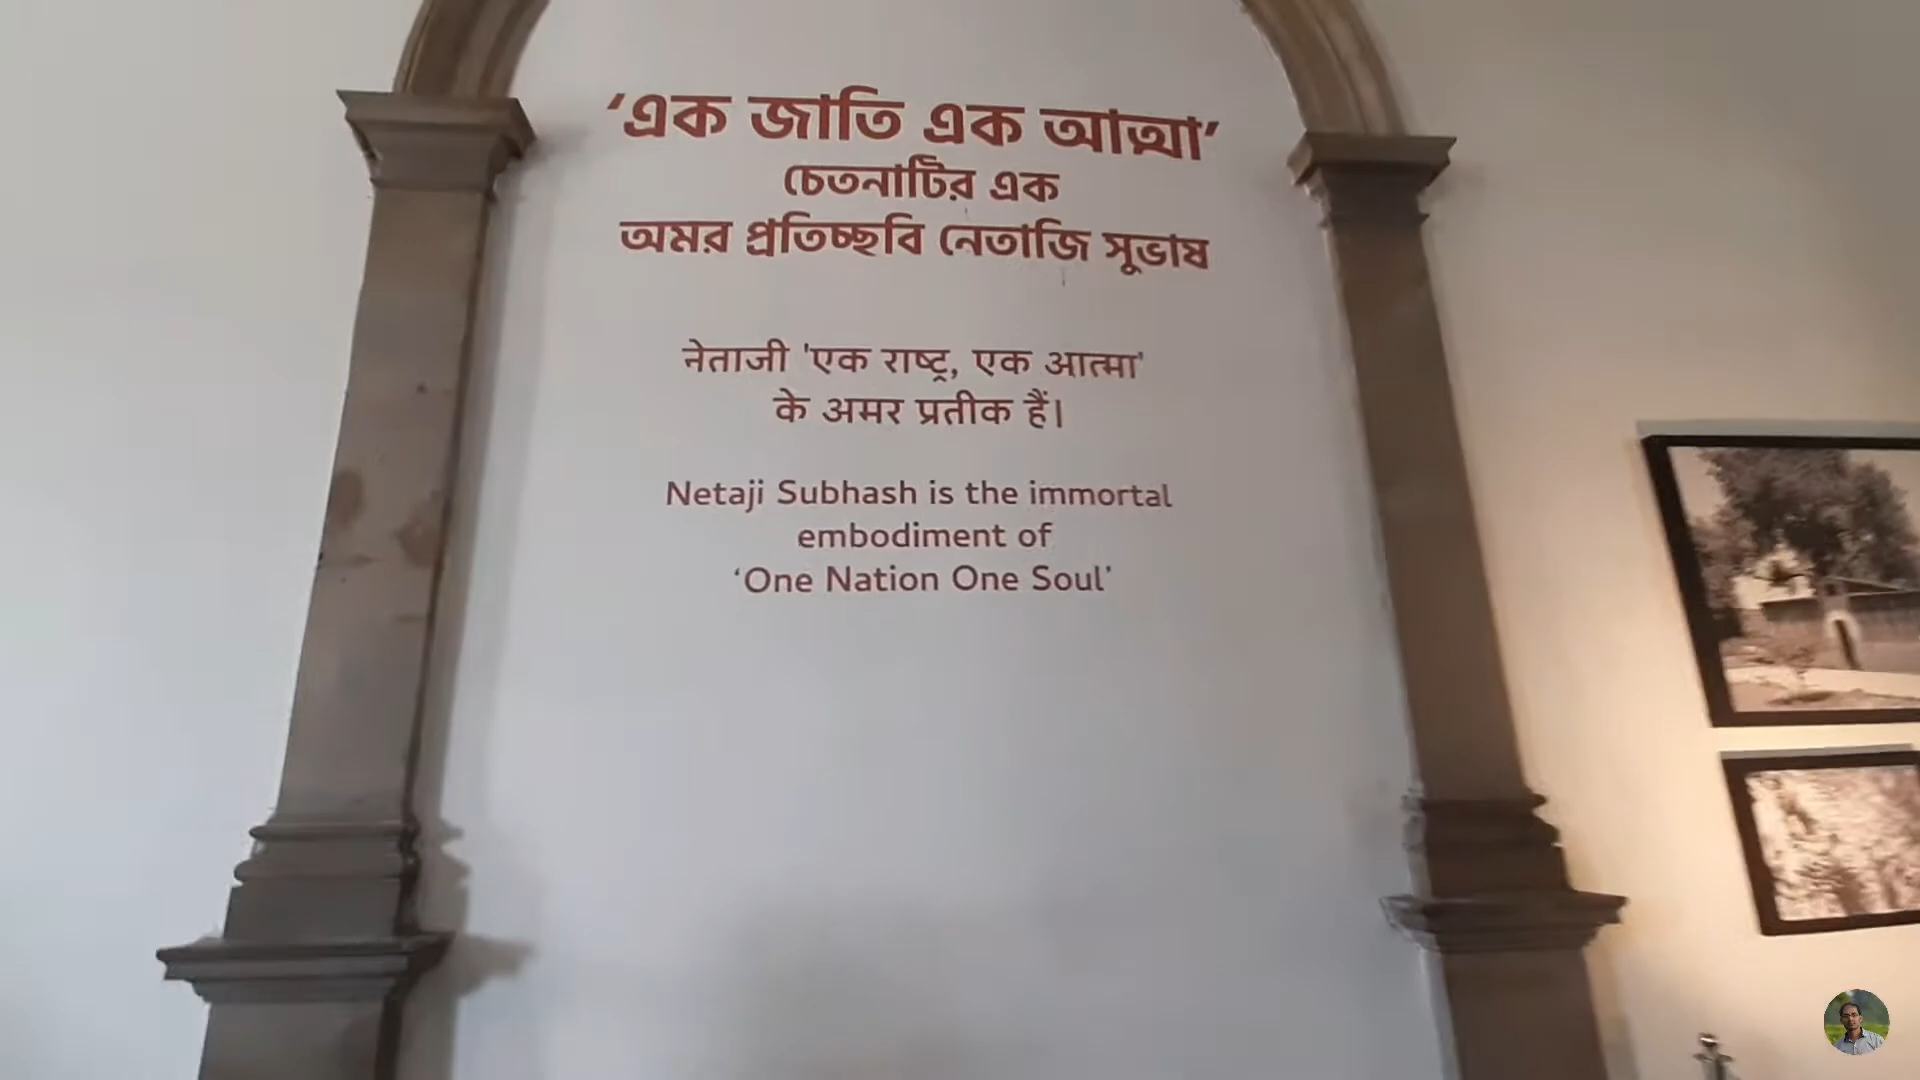 ‘এক জাতি এক আত্মা’
চেতনাটির এক
অমর প্রতিচ্ছবি নেতাজি সুভাষ
नेताजी 'एक राष्ट्र, एक आत्मा'
के अमर प्रतीक हैं।
Netaji Subhash is the immortal
embodiment of
‘One Nation One Soul’